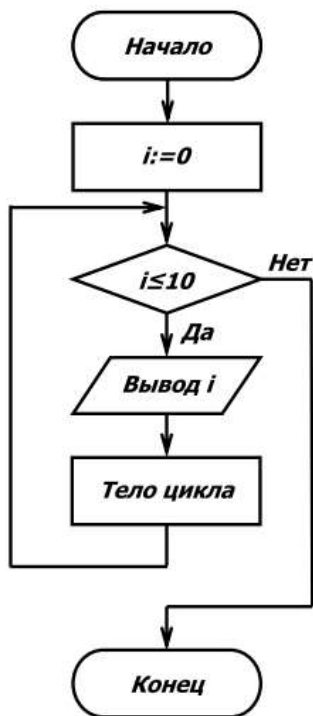 Начало
i:=0
i≤10
Нет
Да
Вывод i
Тело цикла
Конец